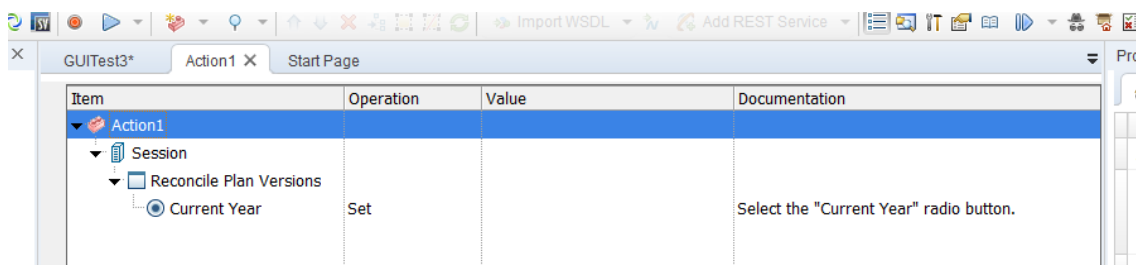 SV Import WSDL Add REST Service
GUITest3* Action1 Start Page Pro
Item Operation Value Documentation
Action1
Session
Reconcile Plan Versions
Current Year Set Select the "Current Year" radio button.